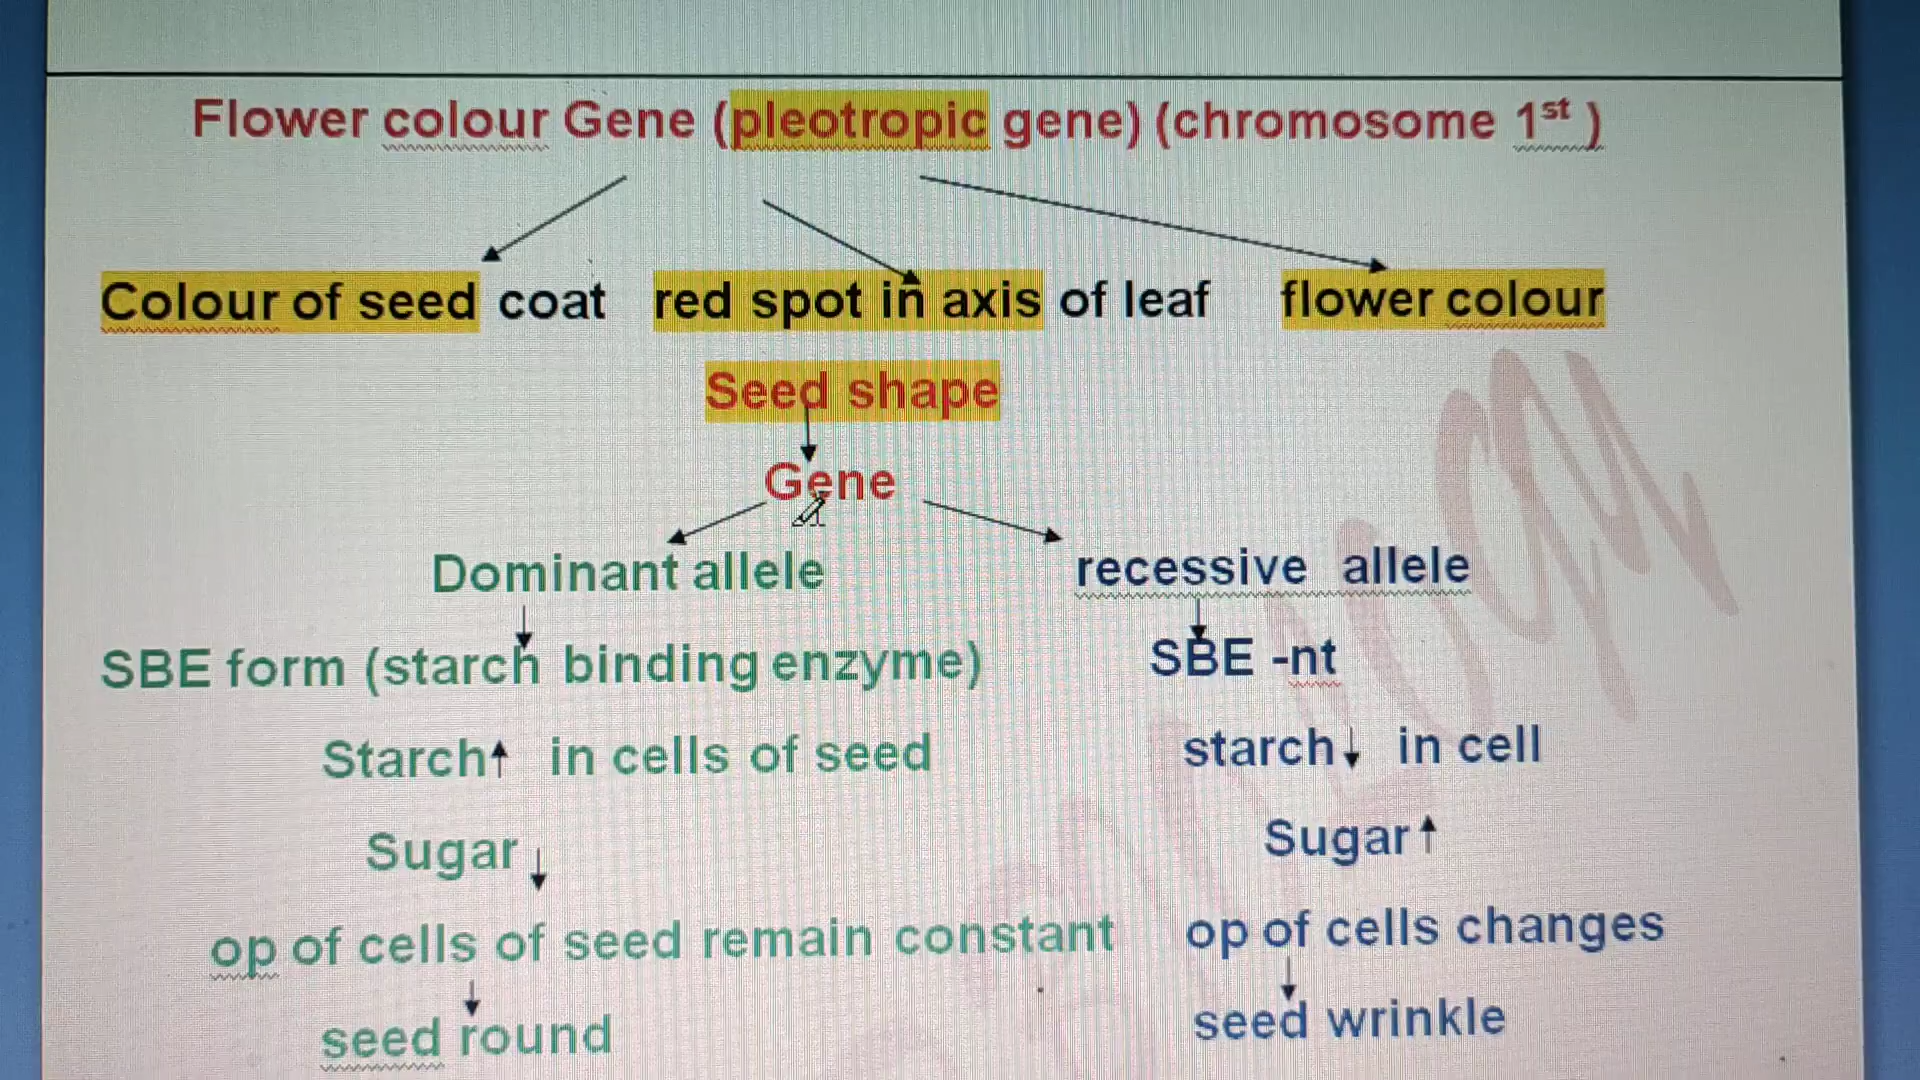 Flower colour Gene (pleotropic gene) (chromosome 1st )
Colour of seed coat red spot in axis of leaf flower colour
Seed shape
Gene
Dominant allele recessive allele
SBE form (starch binding enzyme) SBE -nt
Starch↑ in cells of seed starch↓ in cell
Sugar↓ Sugar↑
op of cells of seed remain constant op of cells changes
seed round seed wrinkle